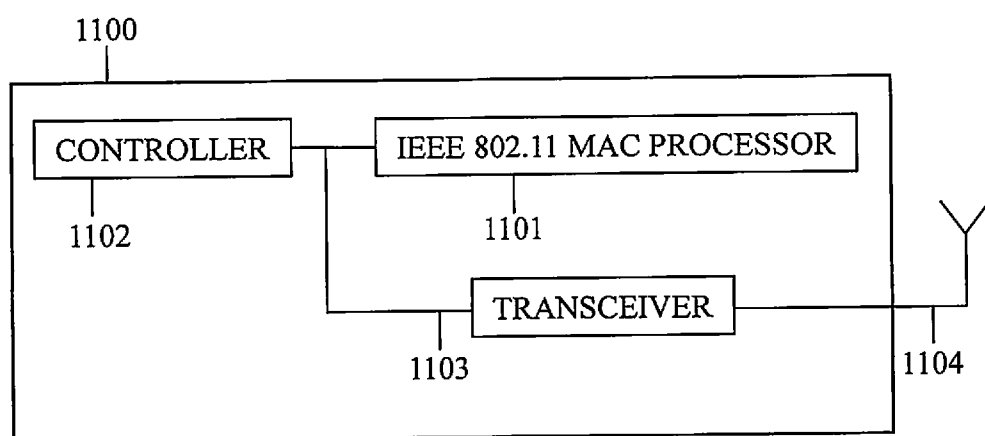 1100
CONTROLLER
IEEE 802.11 MAC PROCESSOR
1102
1101
TRANSCEIVER
1103
1104